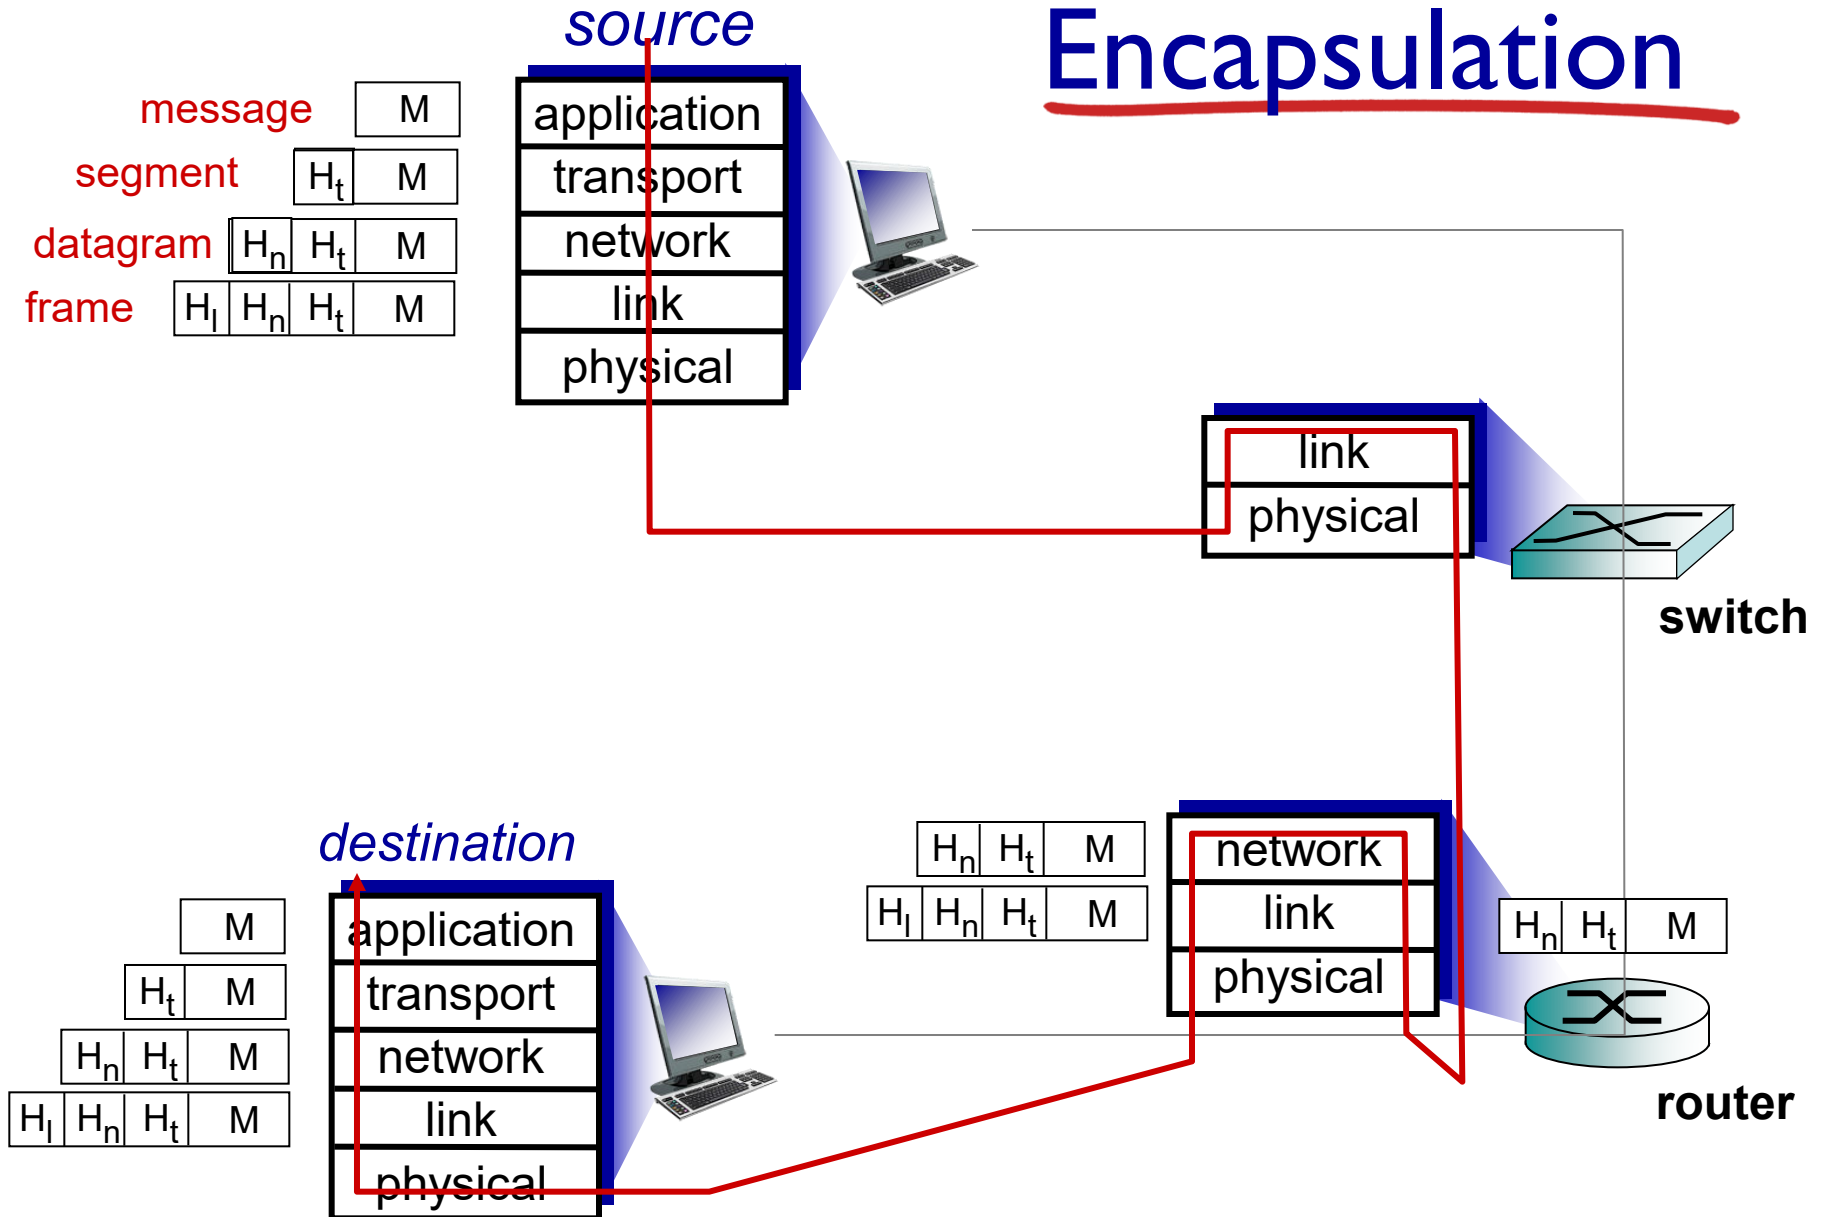 source
Encapsulation
message M
segment Ht M
datagram Hn Ht M
frame Hl Hn Ht M
application
transport
network
link
physical
link
physical
switch
destination
M
Ht M
Hn Ht M
Hl Hn Ht M
application
transport
network
link
physical
Hn Ht M
Hl Hn Ht M
network
link
physical
Hn Ht M
router